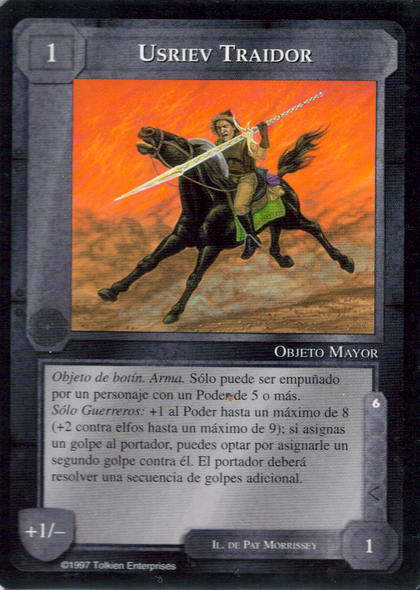 1
USRIEV TRAIDOR
OBJETO MAYOR
Objeto de botín. Arma. Sólo puede ser empuñado
por un personaje con un Poder de 5 o más.
Sólo Guerreros: +1 al Poder hasta un máximo de 8
(+2 contra elfos hasta un máximo de 9); si asignas
un golpe al portador, puedes optar por asignarle un
segundo golpe contra él. El portador deberá
resolver una secuencia de golpes adicional.
6
+1/–
IL. DE PAT MORRISSEY
1
©1997 Tolkien Enterprises